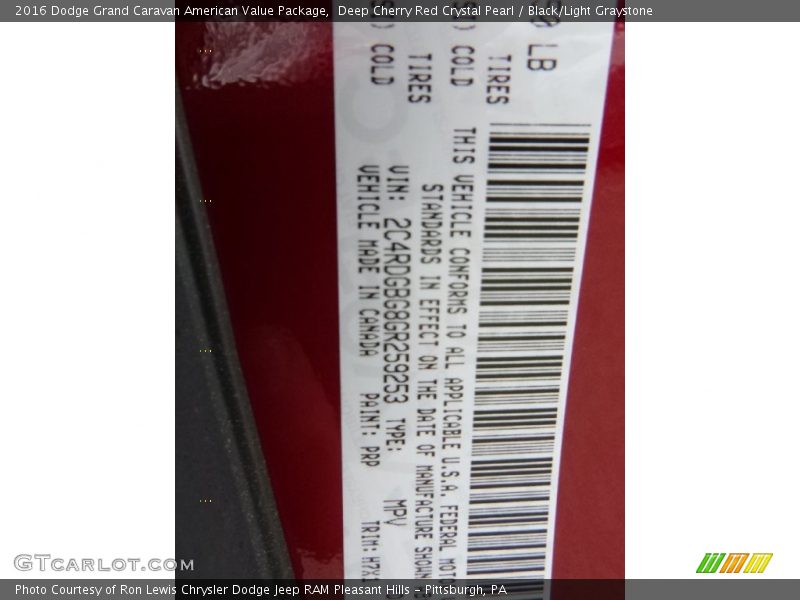 2016 Dodge Grand Caravan American Value Package, Deep Cherry Red Crystal Pearl / Black/Light Graystone
LB
TIRES
COLD
TIRES
COLD
THIS VEHICLE CONFORMS TO ALL APPLICABLE U.S.A. FEDERAL
STANDARDS IN EFFECT ON THE DATE OF MANUFACTURE SHOWN
VIN: 2C4RDGBG8GR259253 TYPE: MPV
VEHICLE MADE IN CANADA PAINT: PRP TRIM:
GTCARLOT.COM
Photo Courtesy of Ron Lewis Chrysler Dodge Jeep RAM Pleasant Hills - Pittsburgh, PA